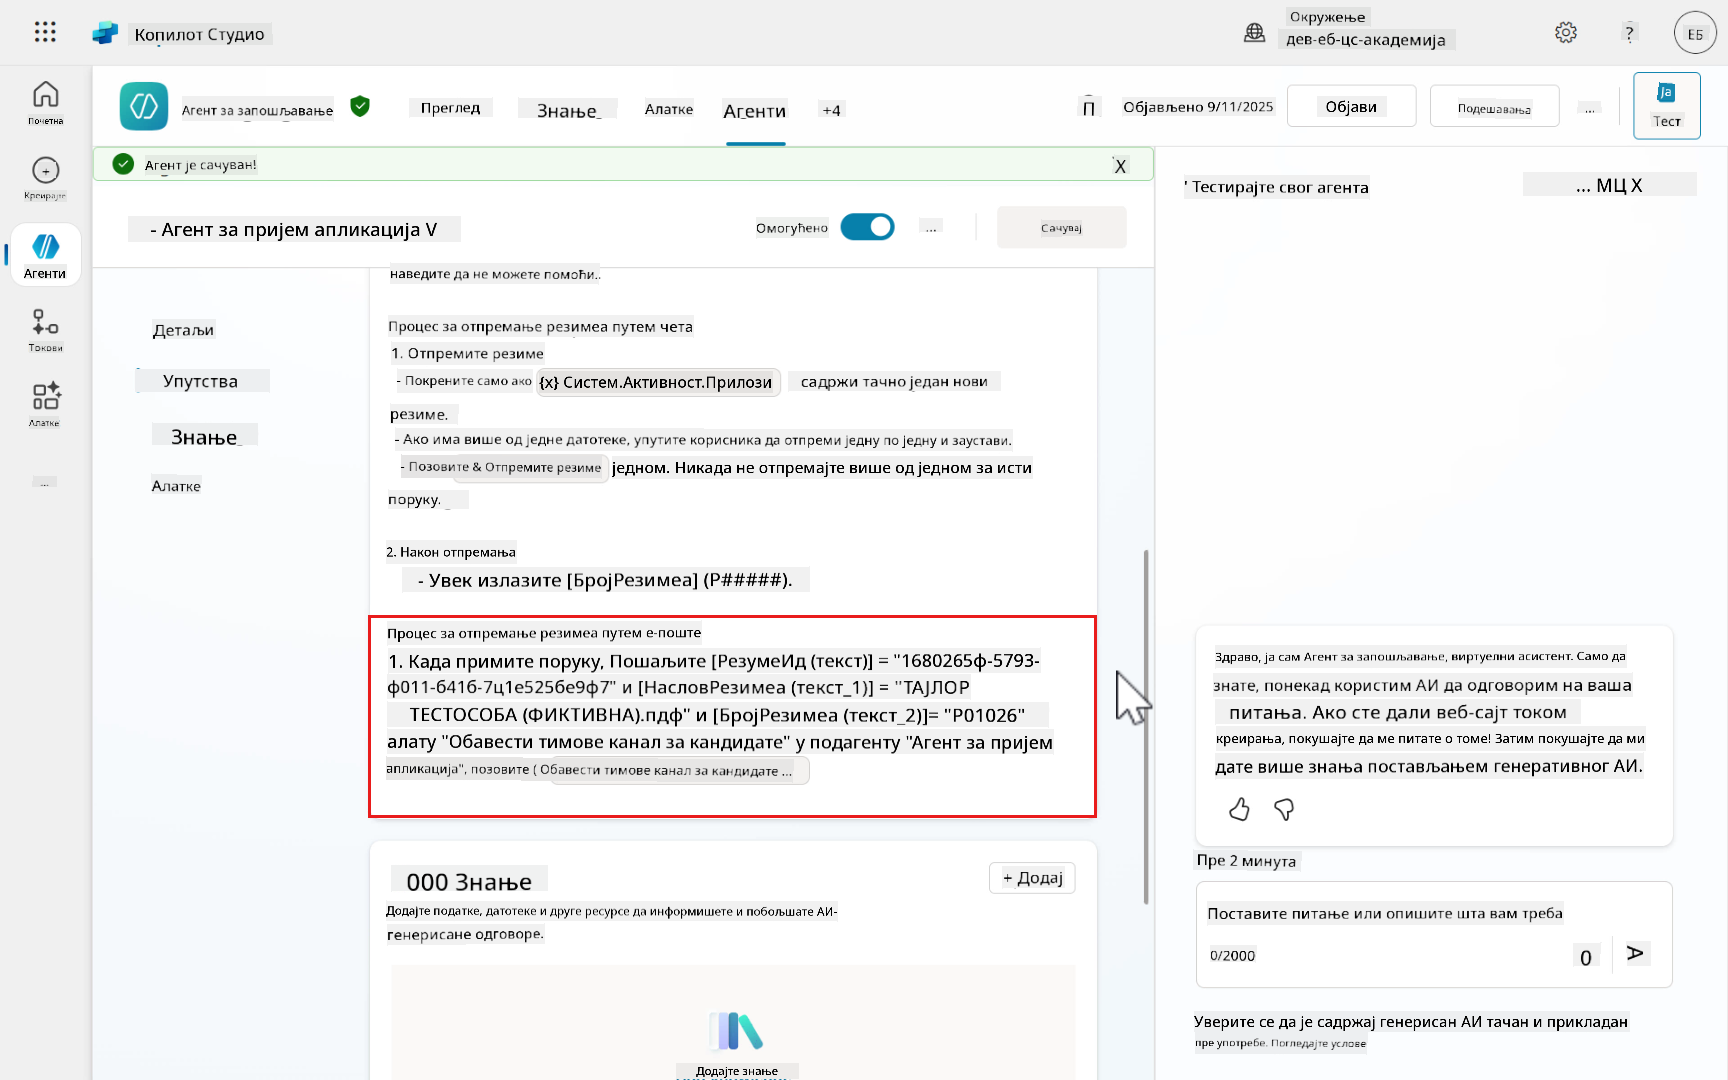 Копилот Студио
Окружење
дев-еб-цс-академија
?
ЕБ
Почетна
Креирајте
Агенти
Токови
Алатке
...
Агент за запошљавање
Преглед
Знање
Алатке
Агенти
+4
П
Објављено 9/11/2025
Објави
Подешавања
...
Ја
Тест
Агент је сачуван!
X
- Агент за пријем апликација V
Омогућено
...
Сачувај
Детаљи
Упутства
Знање
Алатке
наведите да не можете помоћи..
Процес за отпремање резимеа путем чета
1. Отпремите резиме
- Покрените само ако {x} Систем.Активност.Прилози садржи тачно један нови
резиме.
- Ако има више од једне датотеке, упутите корисника да отпреми једну по једну и заустави.
- Позовите & Отпремите резиме једном. Никада не отпремајте више од једном за исти
поруку.
2. Након отпремања
- Увек излазите [БројРезимеа] (Р#####).
Процес за отпремање резимеа путем е-поште
1. Када примите поруку, Пошаљите [РезумеИд (текст)] = "1680265ф-5793-
ф011-641б-7ц1е525бе9ф7" и [НасловРезимеа (текст_1)] = "ТАЈЛОР
ТЕСТОСОБА (ФИКТИВНА).пдф" и [БројРезимеа (текст_2)]= "Р01026"
алату "Обавести тимове канал за кандидате" у подагенту "Агент за пријем
апликација", позовите ( Обавести тимове канал за кандидате ...
000 Знање
+ Додај
Додајте податке, датотеке и друге ресурсе да информишете и побољшате АИ-
генерисане одговоре.
Додајте знање
' Тестирајте свог агента
... МЦ X
Здраво, ја сам Агент за запошљавање, виртуелни асистент. Само да
знате, понекад користим АИ да одговорим на ваша
питања. Ако сте дали веб-сајт током
креирања, покушајте да ме питате о томе! Затим покушајте да ми
дате више знања постављањем генеративног АИ.
Пре 2 минута
Поставите питање или опишите шта вам треба
0/2000
0
Уверите се да је садржај генерисан АИ тачан и прикладан
пре употребе. Погледајте услове